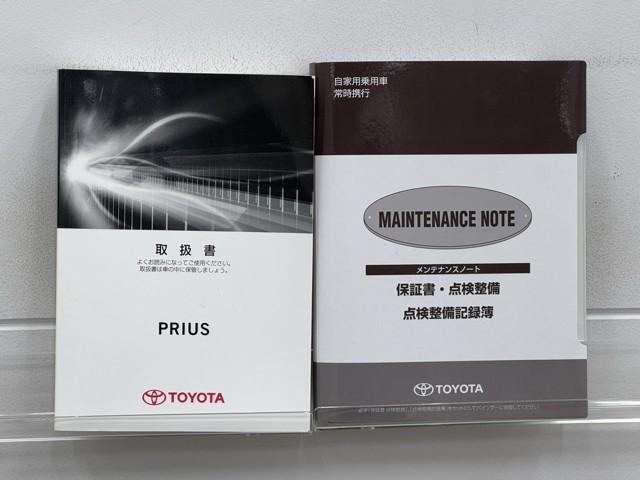 取扱書
よくお読みになってご使用ください。
取扱書は車の中に保管しましょう。
PRIUS
TOYOTA
自家用乗用車
常時携行
MAINTENANCE NOTE
メンテナンスノート
保証書・点検整備
点検整備記録簿
TOYOTA